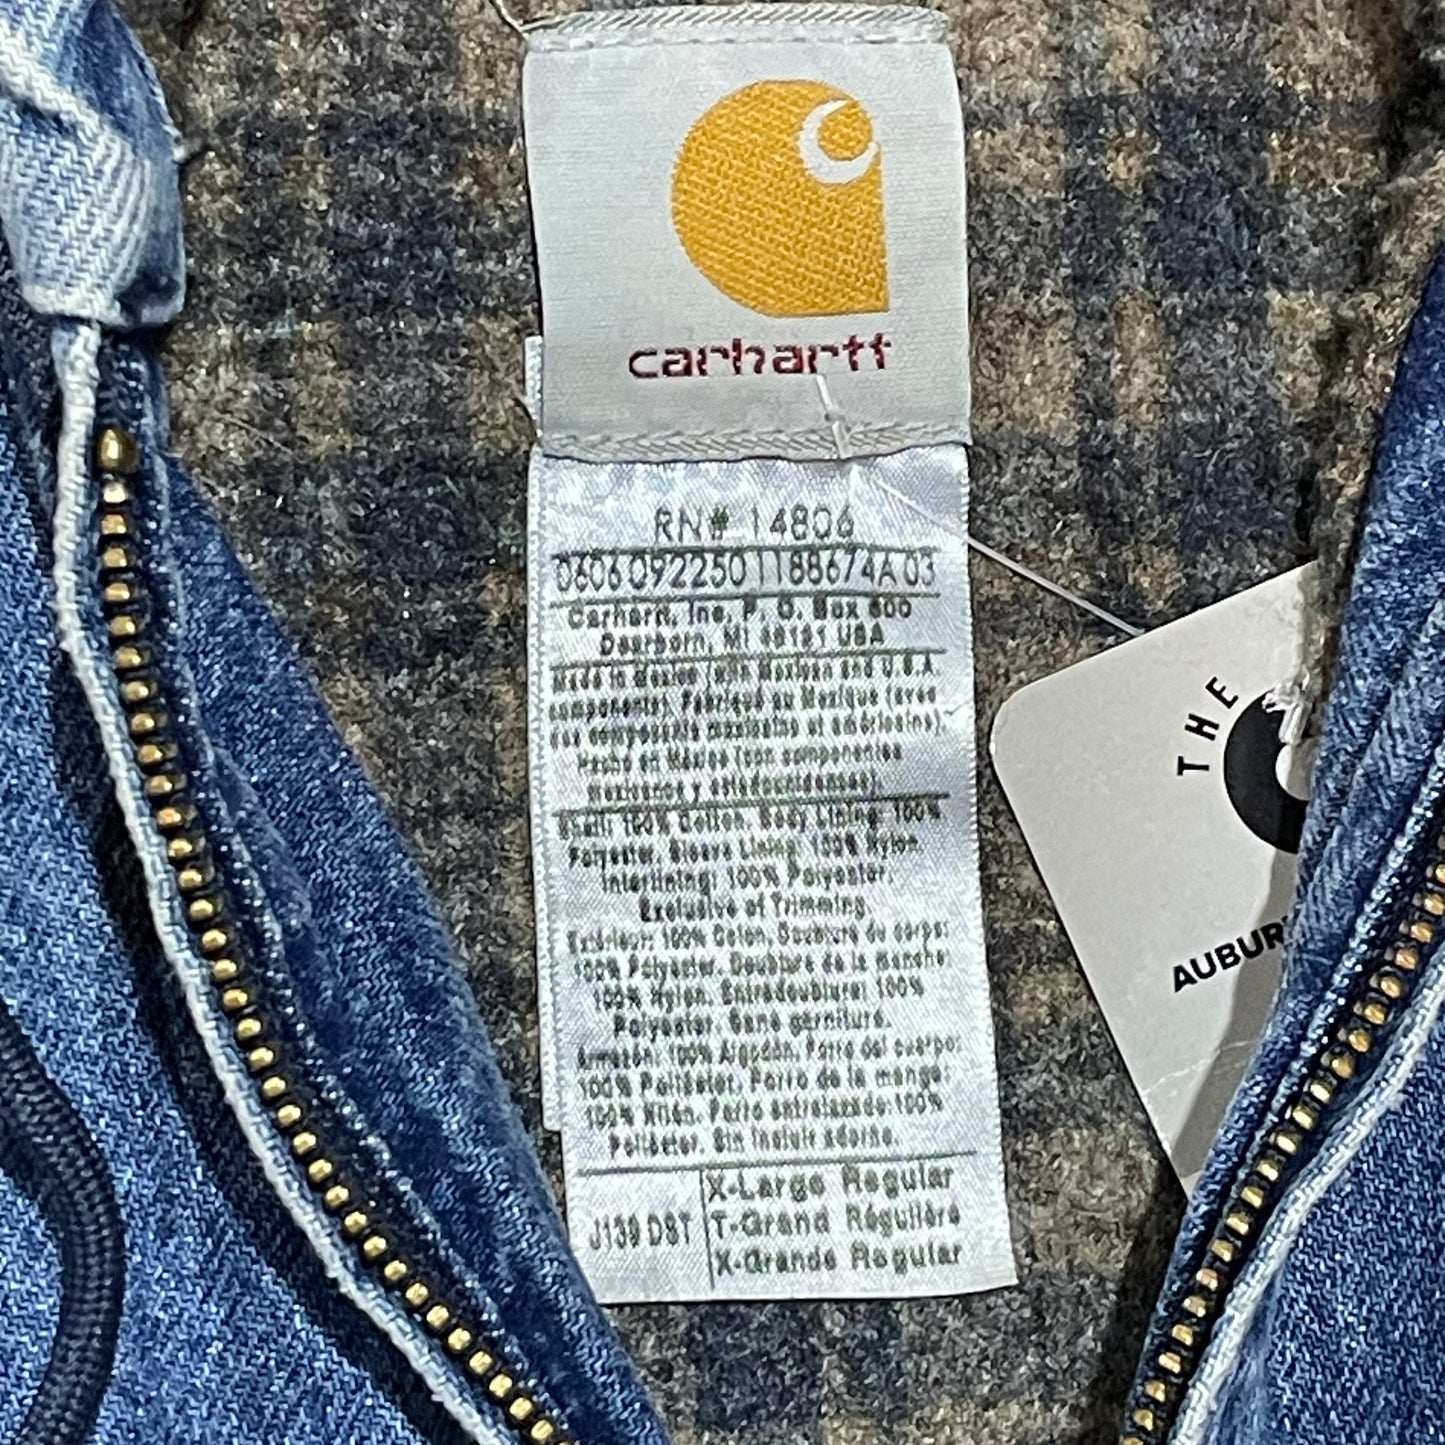 carhartt
RN# 14806
0606 0922501188674A 03
Carhartt, Inc, P. O. Box 600
Dearborn, MI 48121 USA
Made in Mexico (with Mexican and U.S.A.
components) Fabriqué au Mexique (avec
composants mexicains et américains).
Hecho en México (con componentes
Mexicanos y estadounidenses).
Shell: 100% Cotton. Body Lining: 100%
Polyester. Sleeve Lining: 100% Nylon.
Interlining: 100% Polyester.
Exclusive of Trimming.
Extérieur: 100% Coton. Doublure du corps:
100% Polyester. Doublure de la manche:
100% Nylon. Entredoublure: 100%
Polyester. Sans garniture.
Armazón: 100% Algodón. Forro del cuerpo:
100% Poliéster. Forro de la manga:
100% Nilón. Forro entrelazado: 100%
Poliéster. Sin incluir adorno.
J139 DST
X-Large Regular
T-Grand Régulière
X-Grande Regular
THE
AUBUR